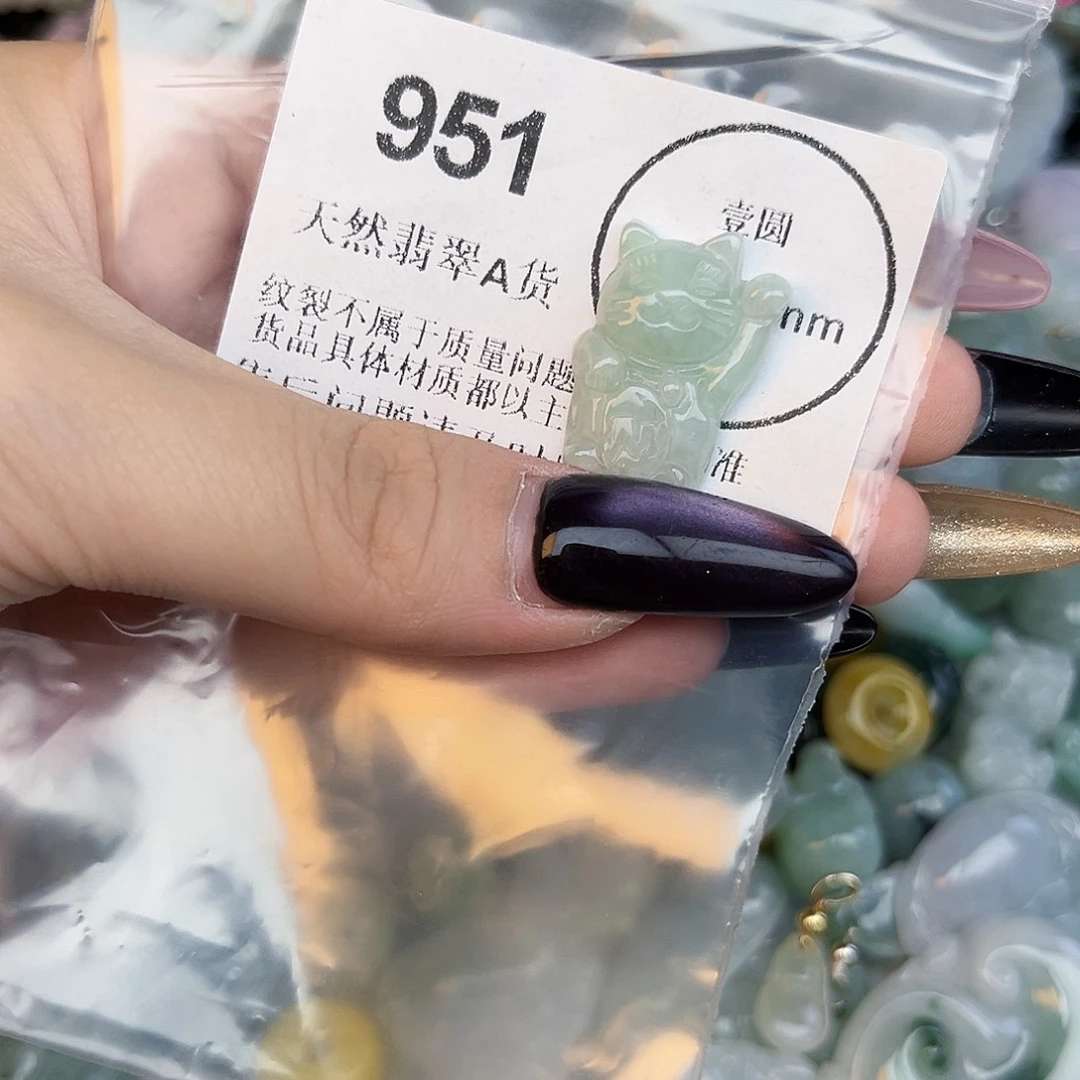 951
天然翡翠A货
壹圆
nm
纹裂不属于质量问题
货品具体材质都以主
准